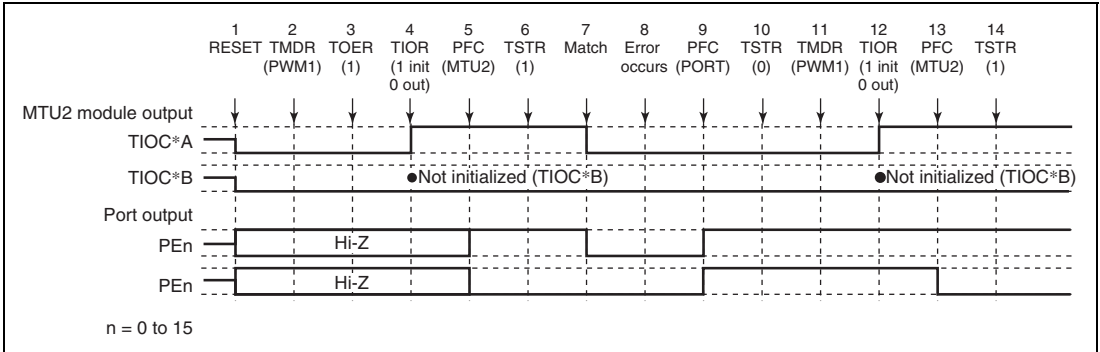 1 2 3 4 5 6 7 8 9 10 11 12 13 14
RESET TMDR TOER TIOR PFC TSTR Match Error PFC TSTR TMDR TIOR PFC TSTR
(PWM1) (1) (1 init (MTU2) (1) occurs (PORT) (0) (PWM1) (1 init (MTU2) (1)
0 out) 0 out)
MTU2 module output
TIOC*A
TIOC*B ●Not initialized (TIOC*B) ●Not initialized (TIOC*B)
Port output
PEn Hi-Z
PEn Hi-Z
n = 0 to 15